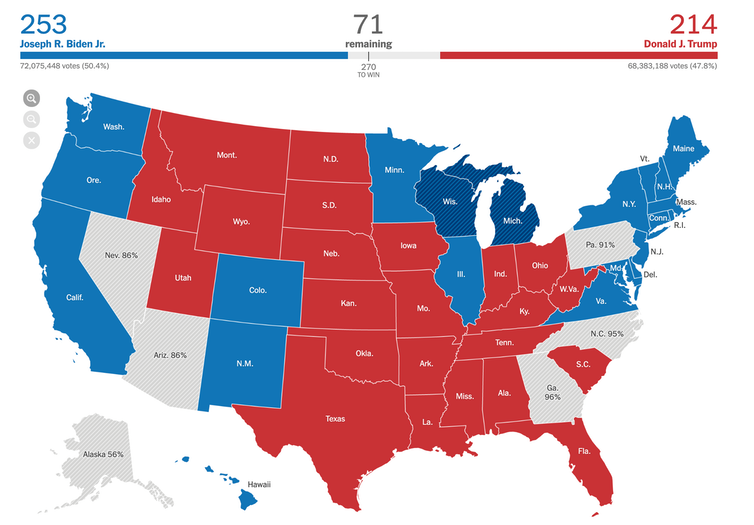 253
71
214
Joseph R. Biden Jr.
remaining
Donald J. Trump
72,075,448 votes (50.4%)
270
TO WIN
68,383,188 votes (47.8%)
Wash.
Mont.
N.D.
Minn.
Vt.
Maine
Ore.
Idaho
S.D.
Wis.
Mich.
N.H.
N.Y.
Mass.
Wyo.
Conn.
R.I.
Nev. 86%
Iowa
Pa. 91%
N.J.
Neb.
Utah
Colo.
Ill.
Ind.
Ohio
Md.
Del.
W.Va.
Calif.
Kan.
Mo.
Va.
Ky.
N.C. 95%
Ariz. 86%
N.M.
Okla.
Ark.
Tenn.
S.C.
Miss.
Ala.
Ga.
96%
Texas
La.
Fla.
Alaska 56%
Hawaii